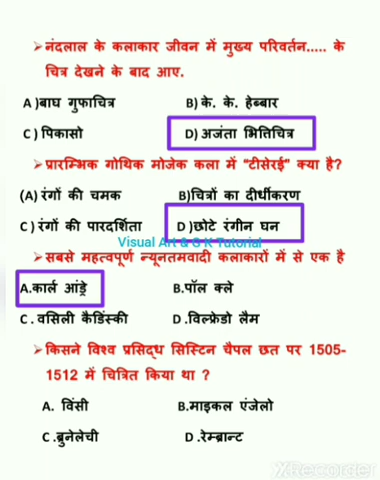 ➢नंदलाल के कलाकार जीवन में मुख्य परिवर्तन..... के
चित्र देखने के बाद आए.
A )बाघ गुफाचित्र B) के. के. हेब्बार
C ) पिकासो D) अजंता भितिचित्र
➢प्रारम्भिक गोथिक मोजेक कला में "टीसेरई" क्या है?
(A) रंगों की चमक B)चित्रों का दीर्धीकरण
C ) रंगों की पारदर्शिता D )छोटे रंगीन घन
Visual Art & G K Tutorial
➢सबसे महत्वपूर्ण न्यूनतमवादी कलाकारों में से एक है
A.कार्ल आंड्रे B.पॉल क्ले
C . वसिली कैडिंस्की D .विल्फ्रेडो लैम
➢किसने विश्व प्रसिद्ध सिस्टिन चैपल छत पर 1505-
1512 में चित्रित किया था ?
A. विंसी B.माइकल एंजेलो
C .ब्रुनेलेची D .रेम्ब्रान्ट
XRecorder